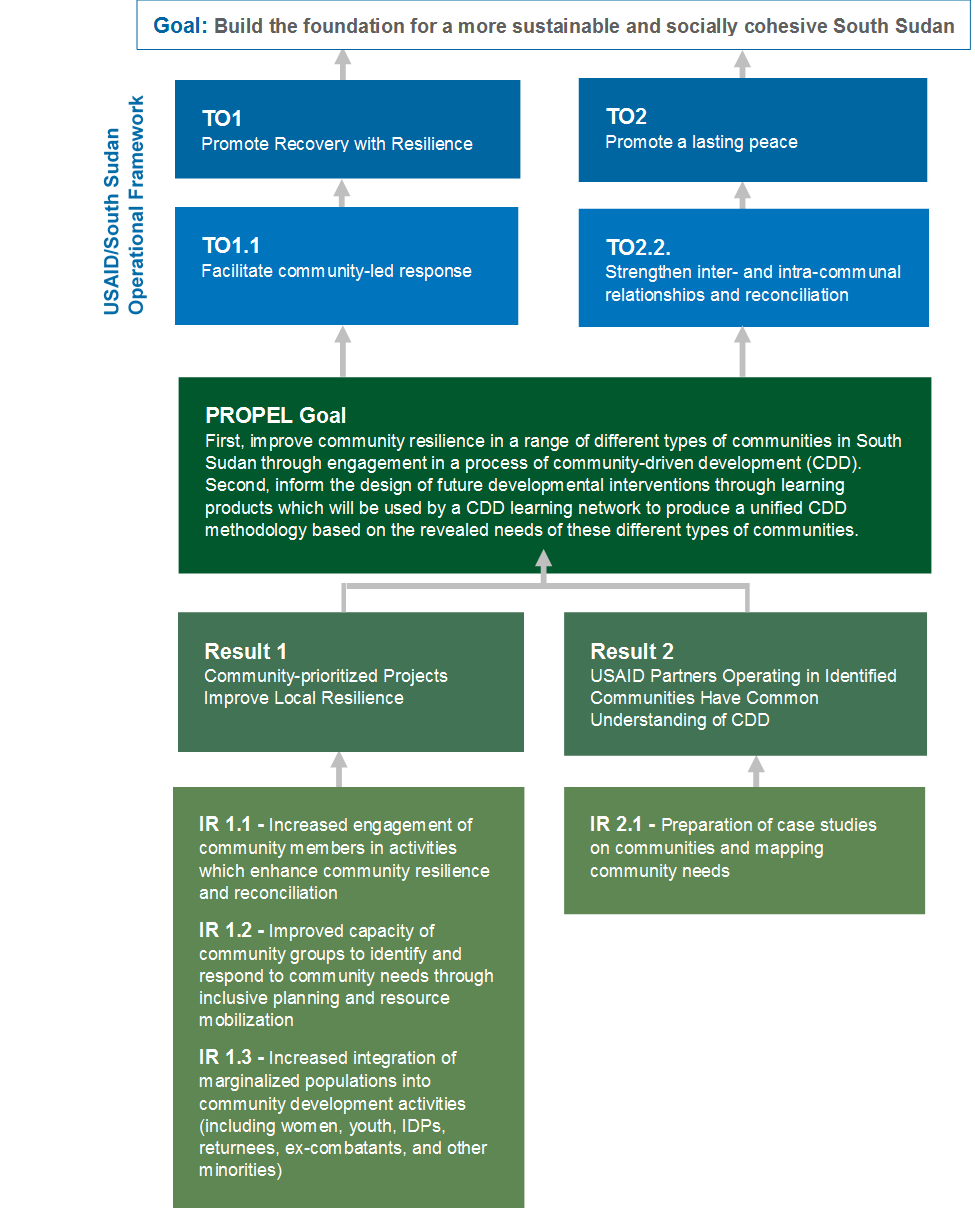 Goal: Build the foundation for a more sustainable and socially cohesive South Sudan
USAID/South Sudan
Operational Framework
TO1
Promote Recovery with Resilience
TO2
Promote a lasting peace
TO1.1
Facilitate community-led response
TO2.2.
Strengthen inter- and intra-communal
relationships and reconciliation
PROPEL Goal
First, improve community resilience in a range of different types of communities in South
Sudan through engagement in a process of community-driven development (CDD).
Second, inform the design of future developmental interventions through learning
products which will be used by a CDD learning network to produce a unified CDD
methodology based on the revealed needs of these different types of communities.
Result 1
Community-prioritized Projects
Improve Local Resilience
Result 2
USAID Partners Operating in Identified
Communities Have Common
Understanding of CDD
IR 1.1 - Increased engagement of
community members in activities
which enhance community resilience
and reconciliation
IR 1.2 - Improved capacity of
community groups to identify and
respond to community needs through
inclusive planning and resource
mobilization
IR 1.3 - Increased integration of
marginalized populations into
community development activities
(including women, youth, IDPs,
returnees, ex-combatants, and other
minorities)
IR 2.1 - Preparation of case studies
on communities and mapping
community needs